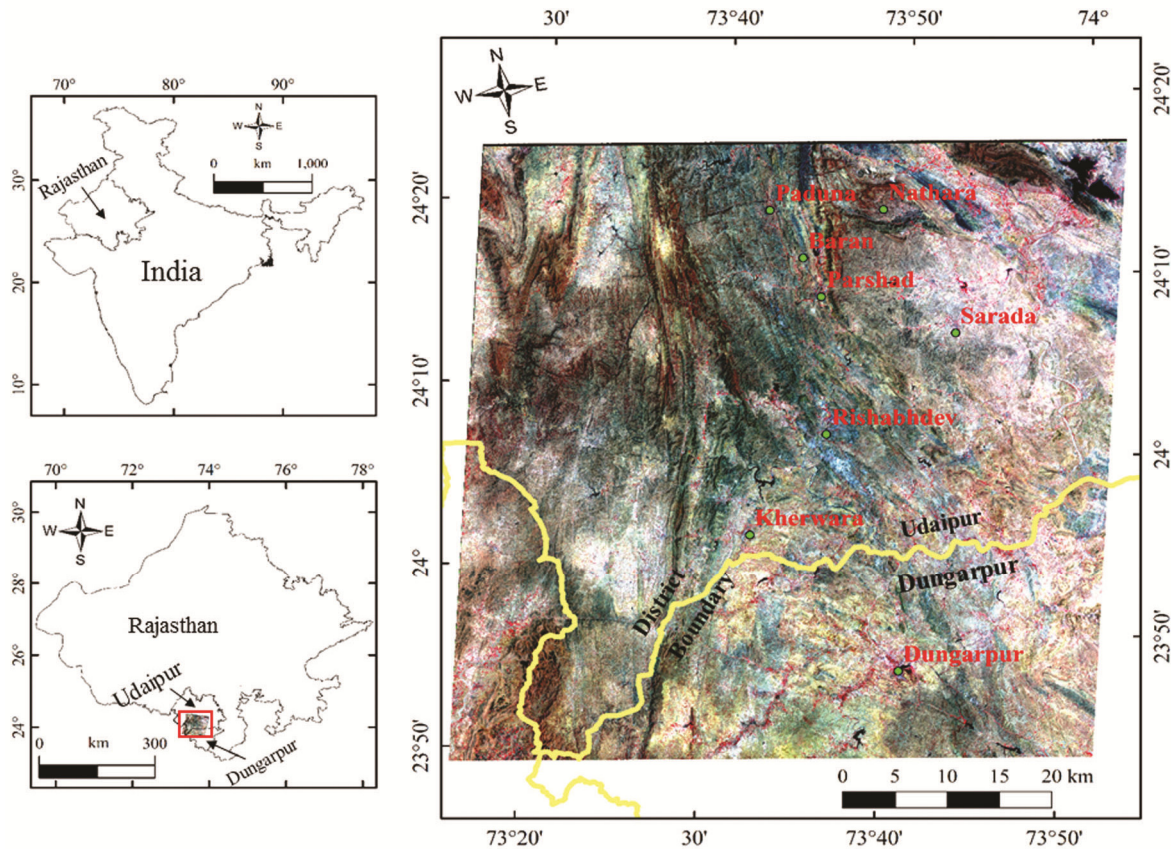 70° 80° 90°
N
W E
S
0 km 1,000
30°
20°
10°
Rajasthan
India
70° 72° 74° 76° 78°
N
W E
S
30°
28°
26°
24°
Rajasthan
Udaipur
0 km 300
Dungarpur
30' 73°40' 73°50' 74°
N
W E
S
24°20'
24°10'
24°
23°50'
24°20'
24°10'
24°
23°50'
Paduna
Nathara
Baran
Parshad
Sarada
Rishabhdev
Kherwara
Udaipur
Dungarpur
District
Boundary
Dungarpur
0 5 10 15 20 km
73°20' 30' 73°40' 73°50'